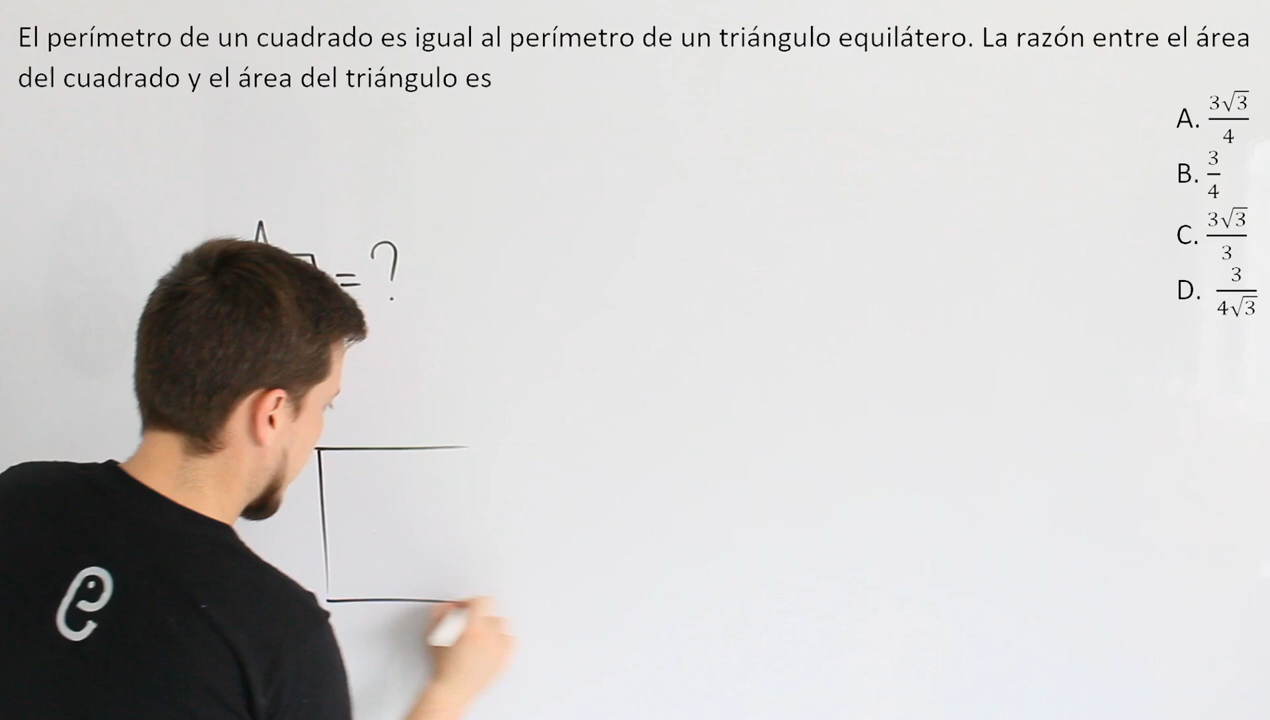 El perímetro de un cuadrado es igual al perímetro de un triángulo equilátero. La razón entre el área
del cuadrado y el área del triángulo es
A. 3√3/4
B. 3/4
C. 3√3/3
D. 3/4√3
A = ?